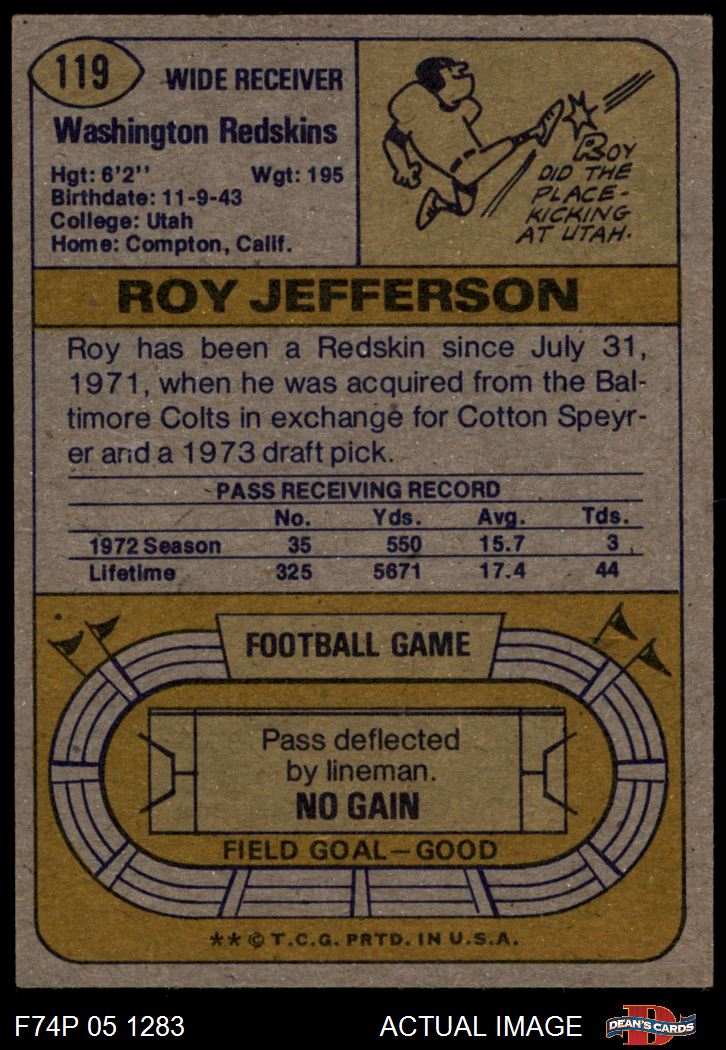 119
WIDE RECEIVER
Washington Redskins
Hgt: 6'2'' Wgt: 195
Birthdate: 11-9-43
College: Utah
Home: Compton, Calif.
ROY
DID THE
PLACE-
KICKING
AT UTAH.
ROY JEFFERSON
Roy has been a Redskin since July 31,
1971, when he was acquired from the Bal-
timore Colts in exchange for Cotton Speyr-
er and a 1973 draft pick.
PASS RECEIVING RECORD
No. Yds. Avg. Tds.
1972 Season 35 550 15.7 3
Lifetime 325 5671 17.4 44
FOOTBALL GAME
Pass deflected
by lineman.
NO GAIN
FIELD GOAL—GOOD
** © T.C.G. PRTD. IN U.S.A.
F74P 05 1283 ACTUAL IMAGE D DEAN'S CARDS